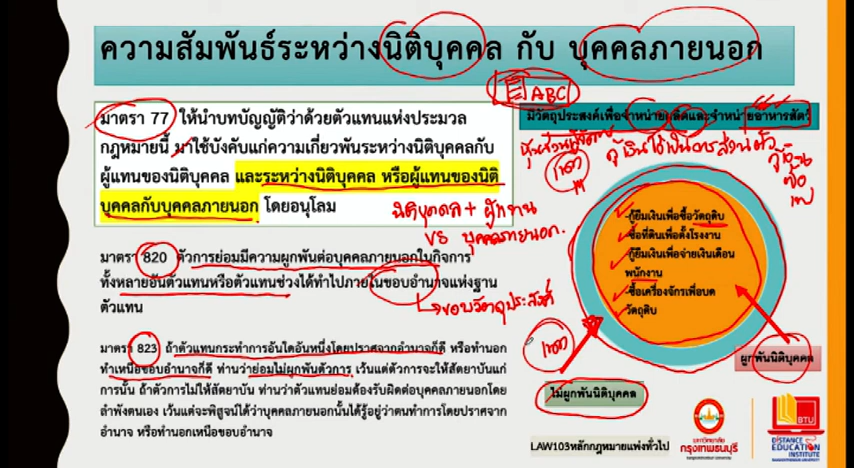 ความสัมพันธ์ระหว่างนิติบุคคล กับ บุคคลภายนอก
ABC
มาตรา 77 ให้นำบทบัญญัติว่าด้วยตัวแทนแห่งประมวล
กฎหมายนี้ มาใช้บังคับแก่ความเกี่ยวพันระหว่างนิติบุคคลกับ
ผู้แทนของนิติบุคคล และระหว่างนิติบุคคล หรือผู้แทนของนิติ
บุคคลกับบุคคลภายนอก โดยอนุโลม
นิติบุคคล + ผู้แทน
VS บุคคลภายนอก.
มาตรา 820 ตัวการย่อมมีความผูกพันต่อบุคคลภายนอกในกิจการ
ทั้งหลายอันตัวแทนหรือตัวแทนช่วงได้ทำไปภายในขอบอำนาจแห่งฐาน
ตัวแทน
ขอบวัตถุประสงค์
มาตรา 823 ถ้าตัวแทนกระทำการอันใดอันหนึ่งโดยปราศจากอำนาจก็ดี หรือทำนอก
ทำเหนือขอบอำนาจก็ดี ท่านว่าย่อมไม่ผูกพันตัวการ เว้นแต่ตัวการจะให้สัตยาบันแก่
การนั้น ถ้าตัวการไม่ให้สัตยาบัน ท่านว่าตัวแทนย่อมต้องรับผิดต่อบุคคลภายนอกโดย
ลำพังตนเอง เว้นแต่จะพิสูจน์ได้ว่าบุคคลภายนอกนั้นได้รู้อยู่ว่าตนทำการโดยปราศจาก
อำนาจ หรือทำนอกเหนือขอบอำนาจ
มีวัตถุประสงค์เพื่อจำหน่ายผลิตและจำหน่ายอาหารสัตว์
หุ้นส่วนผู้จัดการ
กู้เงินใช้ในการส่วนตัว
กู้เงิน
ซื้อ
กู้ยืมเงินเพื่อซื้อวัตถุดิบ
ซื้อที่ดินเพื่อตั้งโรงงาน
กู้ยืมเงินเพื่อจ่ายเงินเดือน
พนักงาน
ซื้อเครื่องจักรเพื่อบด
วัตถุดิบ
ผูกพันนิติบุคคล
ไม่ผูกพันนิติบุคคล
LAW103หลักกฎหมายแพ่งทั่วไป
มหาวิทยาลัย
กรุงเทพธนบุรี
BTU
DISTANCE
EDUCATION
INSTITUTE